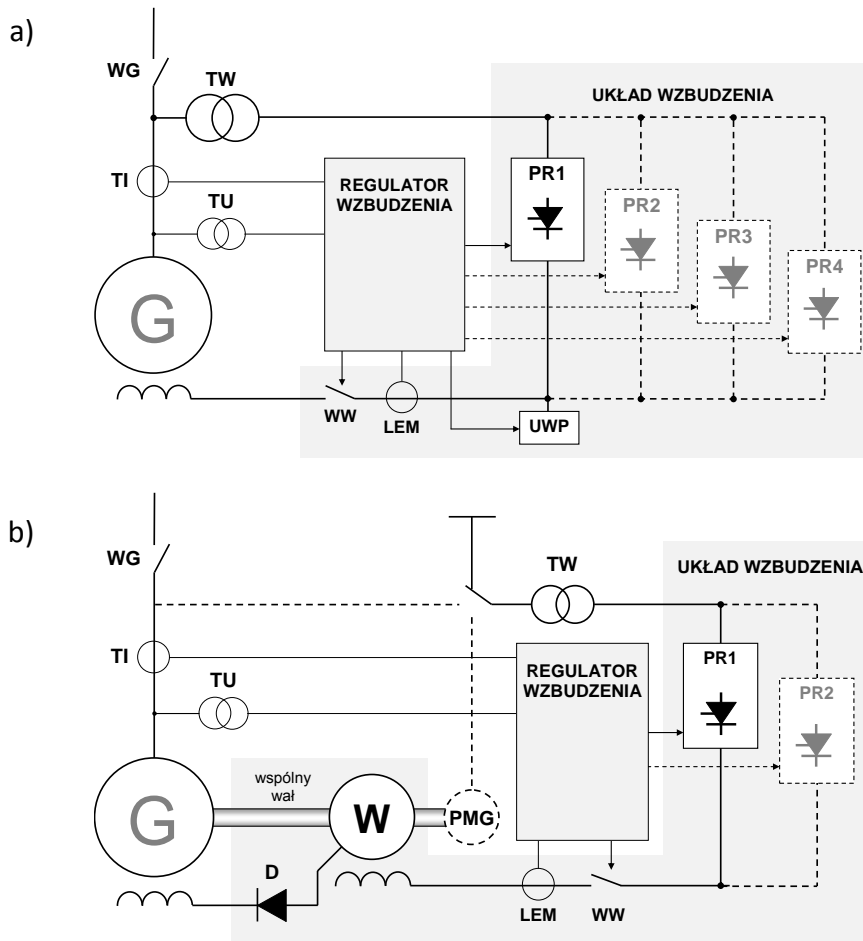 a)
WG
TW
UKŁAD WZBUDZENIA
TI
TU
REGULATOR
WZBUDZENIA
PR1
PR2
PR3
PR4
G
WW
LEM
UWP
b)
WG
TW
UKŁAD WZBUDZENIA
TI
TU
REGULATOR
WZBUDZENIA
PR1
PR2
wspólny
wał
G
W
PMG
D
LEM
WW